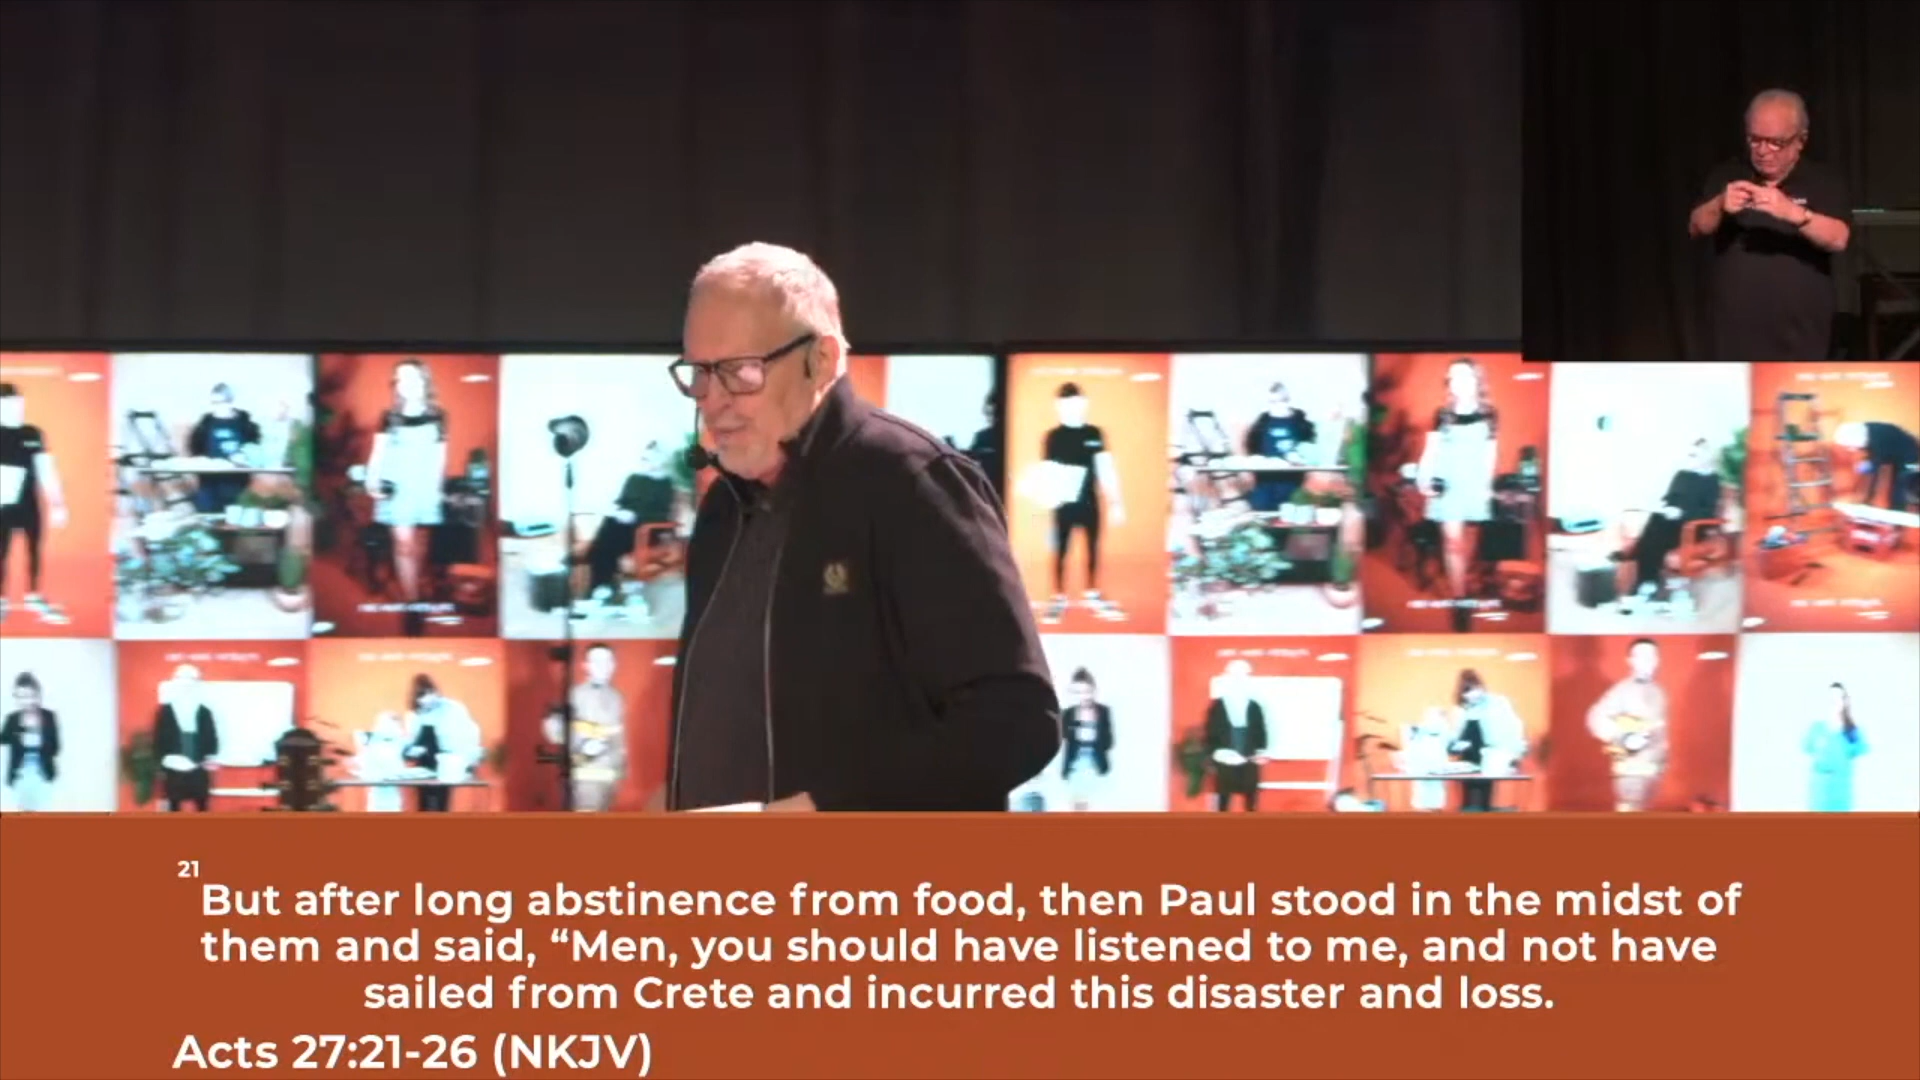 21
But after long abstinence from food, then Paul stood in the midst of
them and said, “Men, you should have listened to me, and not have
sailed from Crete and incurred this disaster and loss.
Acts 27:21-26 (NKJV)